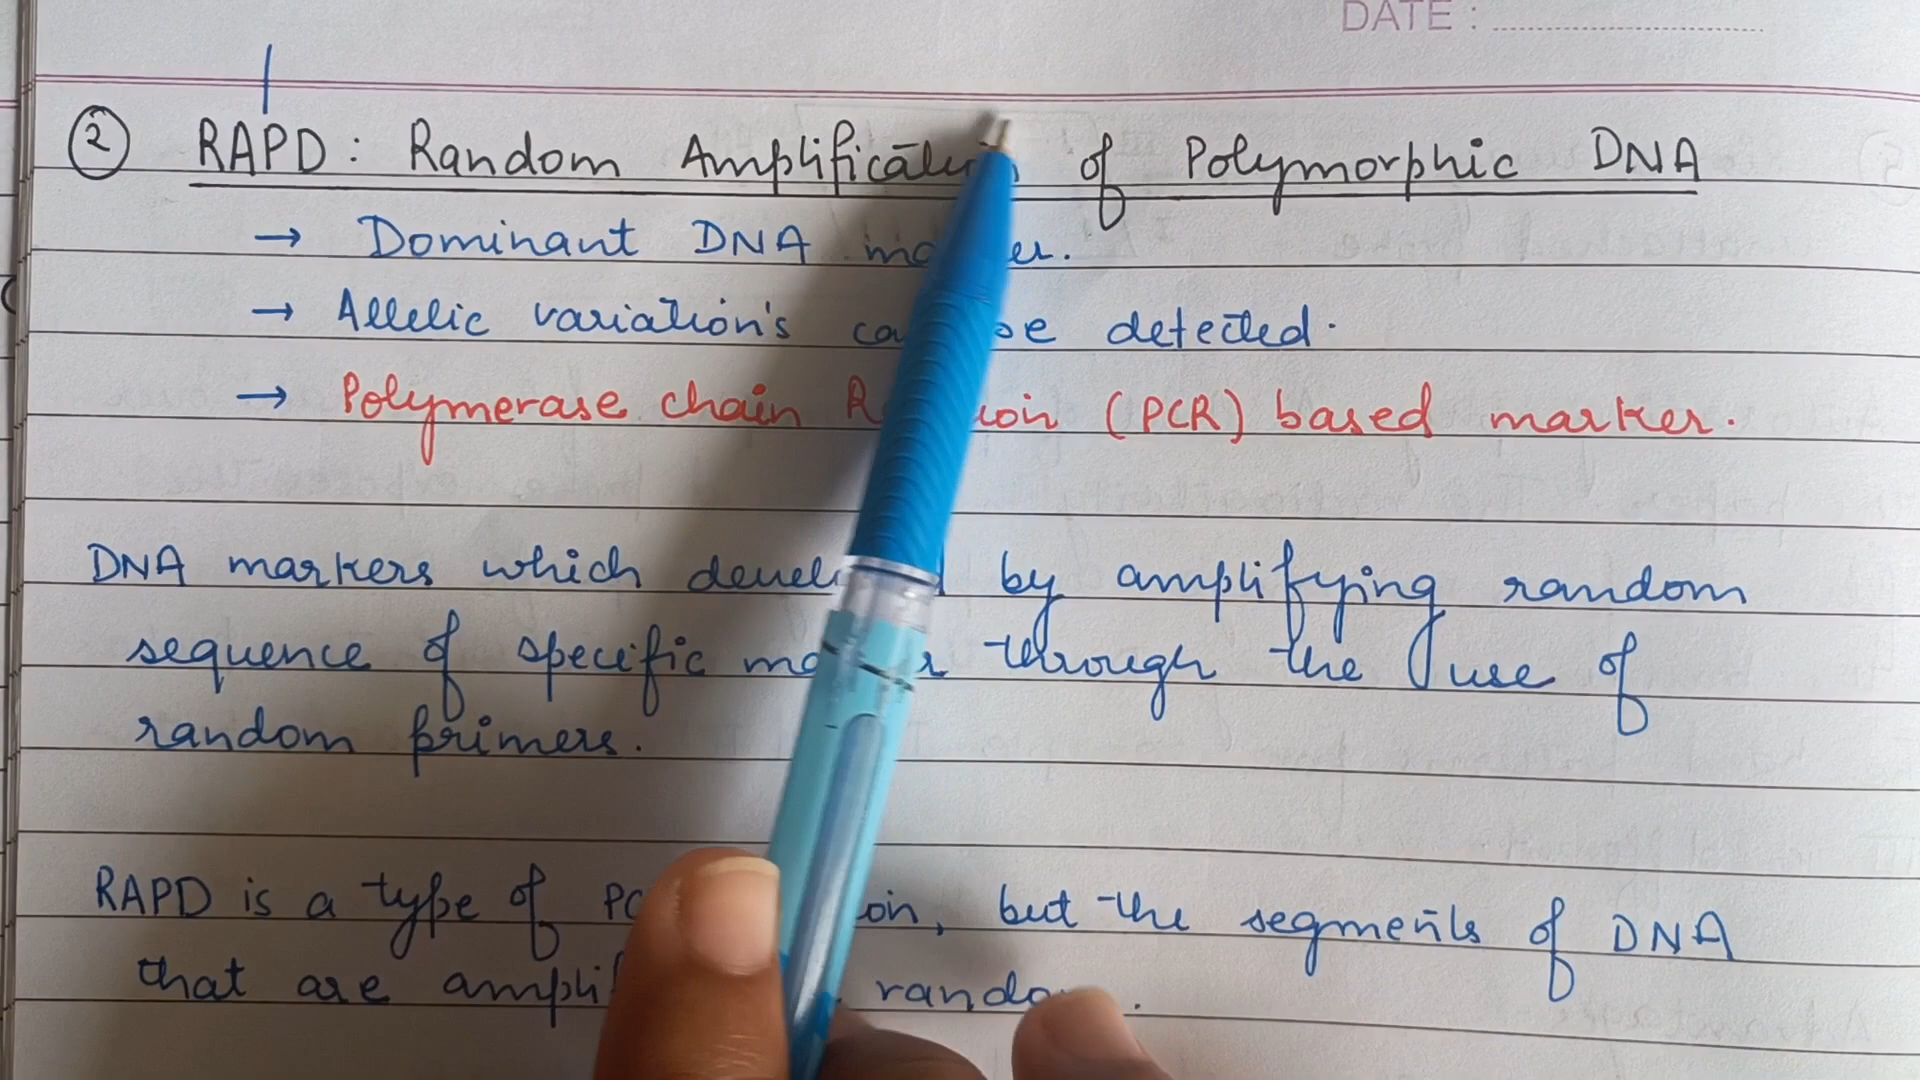 DATE :
② RAPD : Random Amplification of Polymorphic DNA
→ Dominant DNA
→ Allelic variation's detected.
→ Polymerase chain (PCR) based marker.
DNA markers which by amplifying random
sequence of specific through the use of
random primers.
RAPD is a type of but the segments of DNA
that are